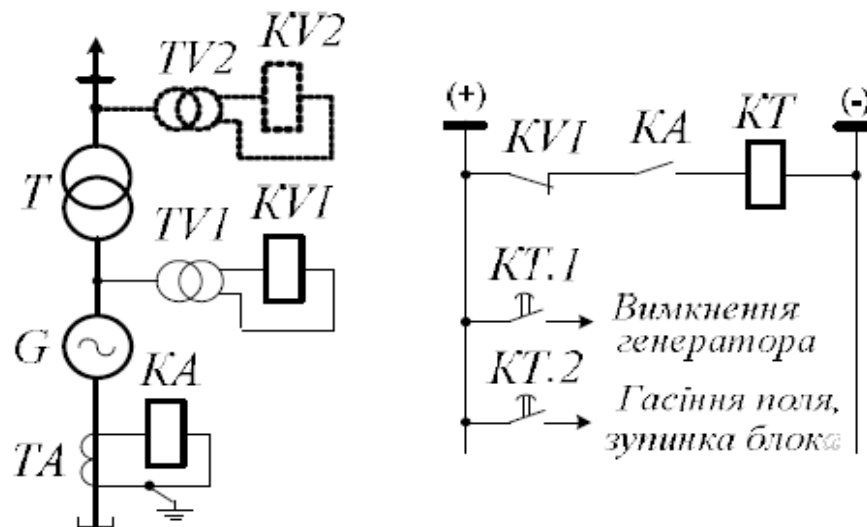 TV2
KV2
T
TV1
KV1
G
KA
TA
(+)
(-)
KV1
KA
KT
KT.1
Вимкнення
генератора
KT.2
Гасіння поля,
зупинка блока